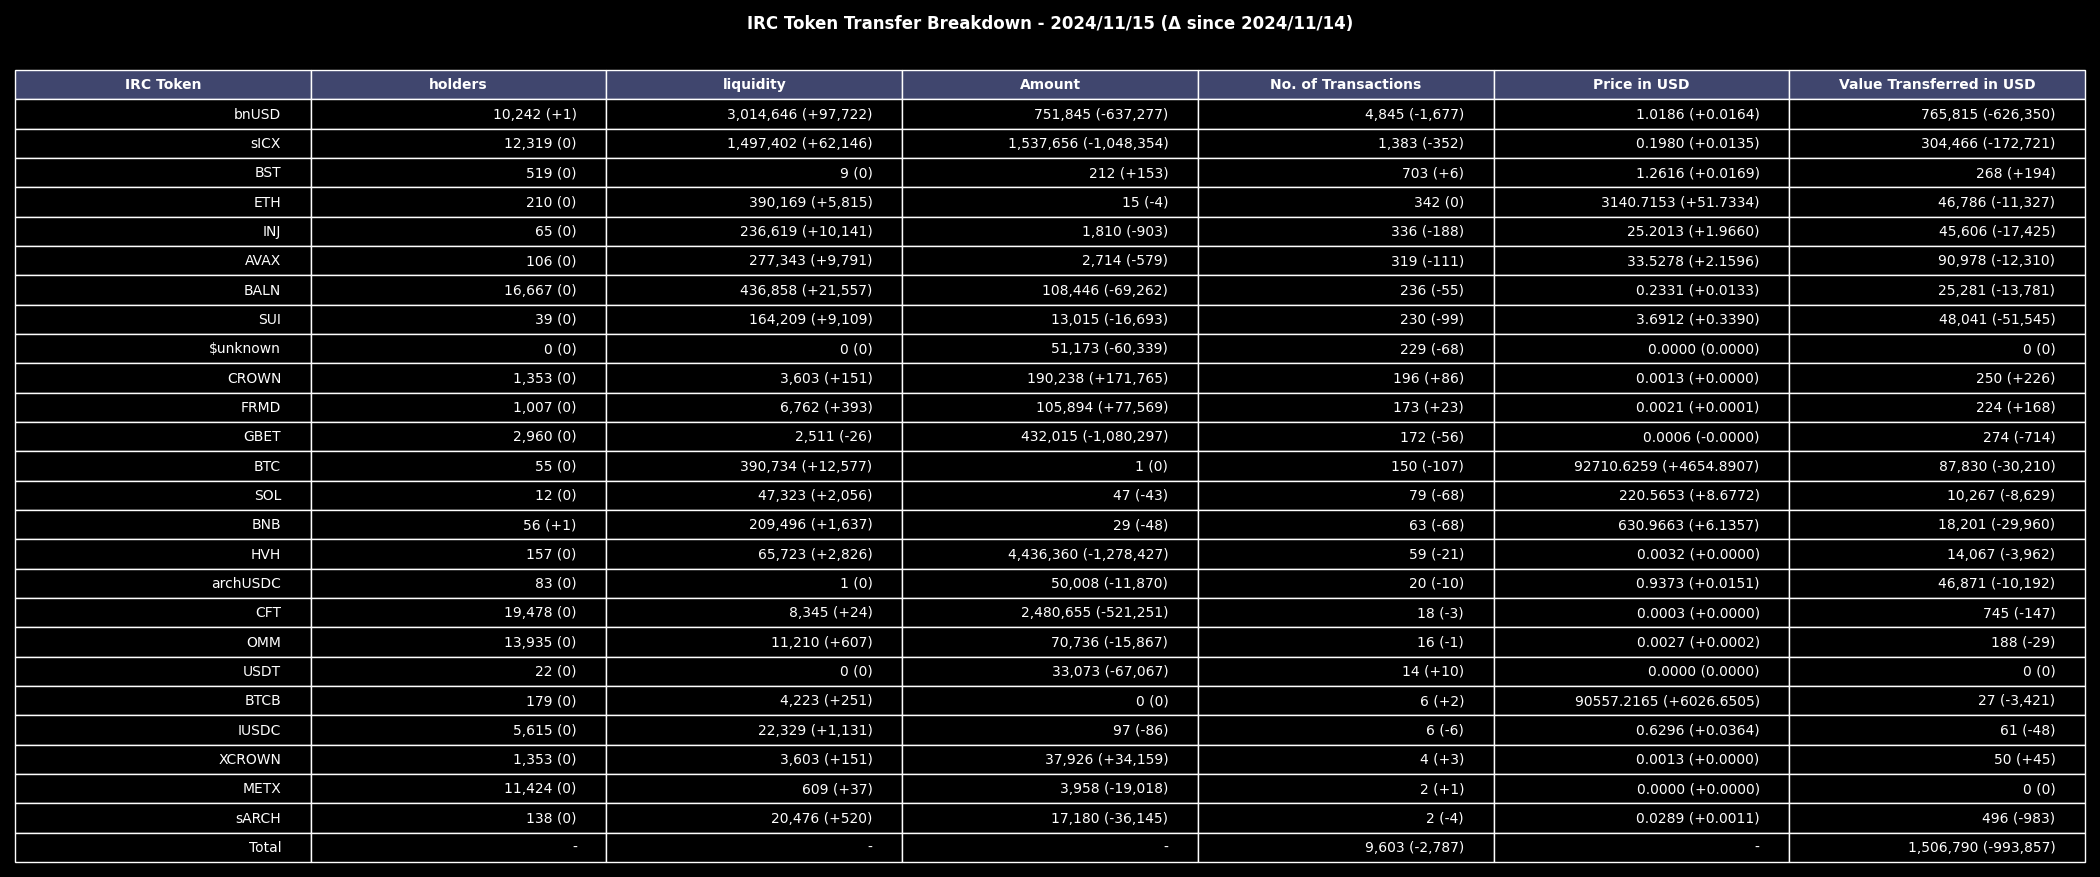 IRC Token Transfer Breakdown - 2024/11/15 (Δ since 2024/11/14)
IRC Token holders liquidity Amount No. of Transactions Price in USD Value Transferred in USD
bnUSD 10,242 (+1) 3,014,646 (+97,722) 751,845 (-637,277) 4,845 (-1,677) 1.0186 (+0.0164) 765,815 (-626,350)
sICX 12,319 (0) 1,497,402 (+62,146) 1,537,656 (-1,048,354) 1,383 (-352) 0.1980 (+0.0135) 304,466 (-172,721)
BST 519 (0) 9 (0) 212 (+153) 703 (+6) 1.2616 (+0.0169) 268 (+194)
ETH 210 (0) 390,169 (+5,815) 15 (-4) 342 (0) 3140.7153 (+51.7334) 46,786 (-11,327)
INJ 65 (0) 236,619 (+10,141) 1,810 (-903) 336 (-188) 25.2013 (+1.9660) 45,606 (-17,425)
AVAX 106 (0) 277,343 (+9,791) 2,714 (-579) 319 (-111) 33.5278 (+2.1596) 90,978 (-12,310)
BALN 16,667 (0) 436,858 (+21,557) 108,446 (-69,262) 236 (-55) 0.2331 (+0.0133) 25,281 (-13,781)
SUI 39 (0) 164,209 (+9,109) 13,015 (-16,693) 230 (-99) 3.6912 (+0.3390) 48,041 (-51,545)
$unknown 0 (0) 0 (0) 51,173 (-60,339) 229 (-68) 0.0000 (0.0000) 0 (0)
CROWN 1,353 (0) 3,603 (+151) 190,238 (+171,765) 196 (+86) 0.0013 (+0.0000) 250 (+226)
FRMD 1,007 (0) 6,762 (+393) 105,894 (+77,569) 173 (+23) 0.0021 (+0.0001) 224 (+168)
GBET 2,960 (0) 2,511 (-26) 432,015 (-1,080,297) 172 (-56) 0.0006 (-0.0000) 274 (-714)
BTC 55 (0) 390,734 (+12,577) 1 (0) 150 (-107) 92710.6259 (+4654.8907) 87,830 (-30,210)
SOL 12 (0) 47,323 (+2,056) 47 (-43) 79 (-68) 220.5653 (+8.6772) 10,267 (-8,629)
BNB 56 (+1) 209,496 (+1,637) 29 (-48) 63 (-68) 630.9663 (+6.1357) 18,201 (-29,960)
HVH 157 (0) 65,723 (+2,826) 4,436,360 (-1,278,427) 59 (-21) 0.0032 (+0.0000) 14,067 (-3,962)
archUSDC 83 (0) 1 (0) 50,008 (-11,870) 20 (-10) 0.9373 (+0.0151) 46,871 (-10,192)
CFT 19,478 (0) 8,345 (+24) 2,480,655 (-521,251) 18 (-3) 0.0003 (+0.0000) 745 (-147)
OMM 13,935 (0) 11,210 (+607) 70,736 (-15,867) 16 (-1) 0.0027 (+0.0002) 188 (-29)
USDT 22 (0) 0 (0) 33,073 (-67,067) 14 (+10) 0.0000 (0.0000) 0 (0)
BTCB 179 (0) 4,223 (+251) 0 (0) 6 (+2) 90557.2165 (+6026.6505) 27 (-3,421)
IUSDC 5,615 (0) 22,329 (+1,131) 97 (-86) 6 (-6) 0.6296 (+0.0364) 61 (-48)
XCROWN 1,353 (0) 3,603 (+151) 37,926 (+34,159) 4 (+3) 0.0013 (+0.0000) 50 (+45)
METX 11,424 (0) 609 (+37) 3,958 (-19,018) 2 (+1) 0.0000 (+0.0000) 0 (0)
sARCH 138 (0) 20,476 (+520) 17,180 (-36,145) 2 (-4) 0.0289 (+0.0011) 496 (-983)
Total - - - 9,603 (-2,787) - 1,506,790 (-993,857)